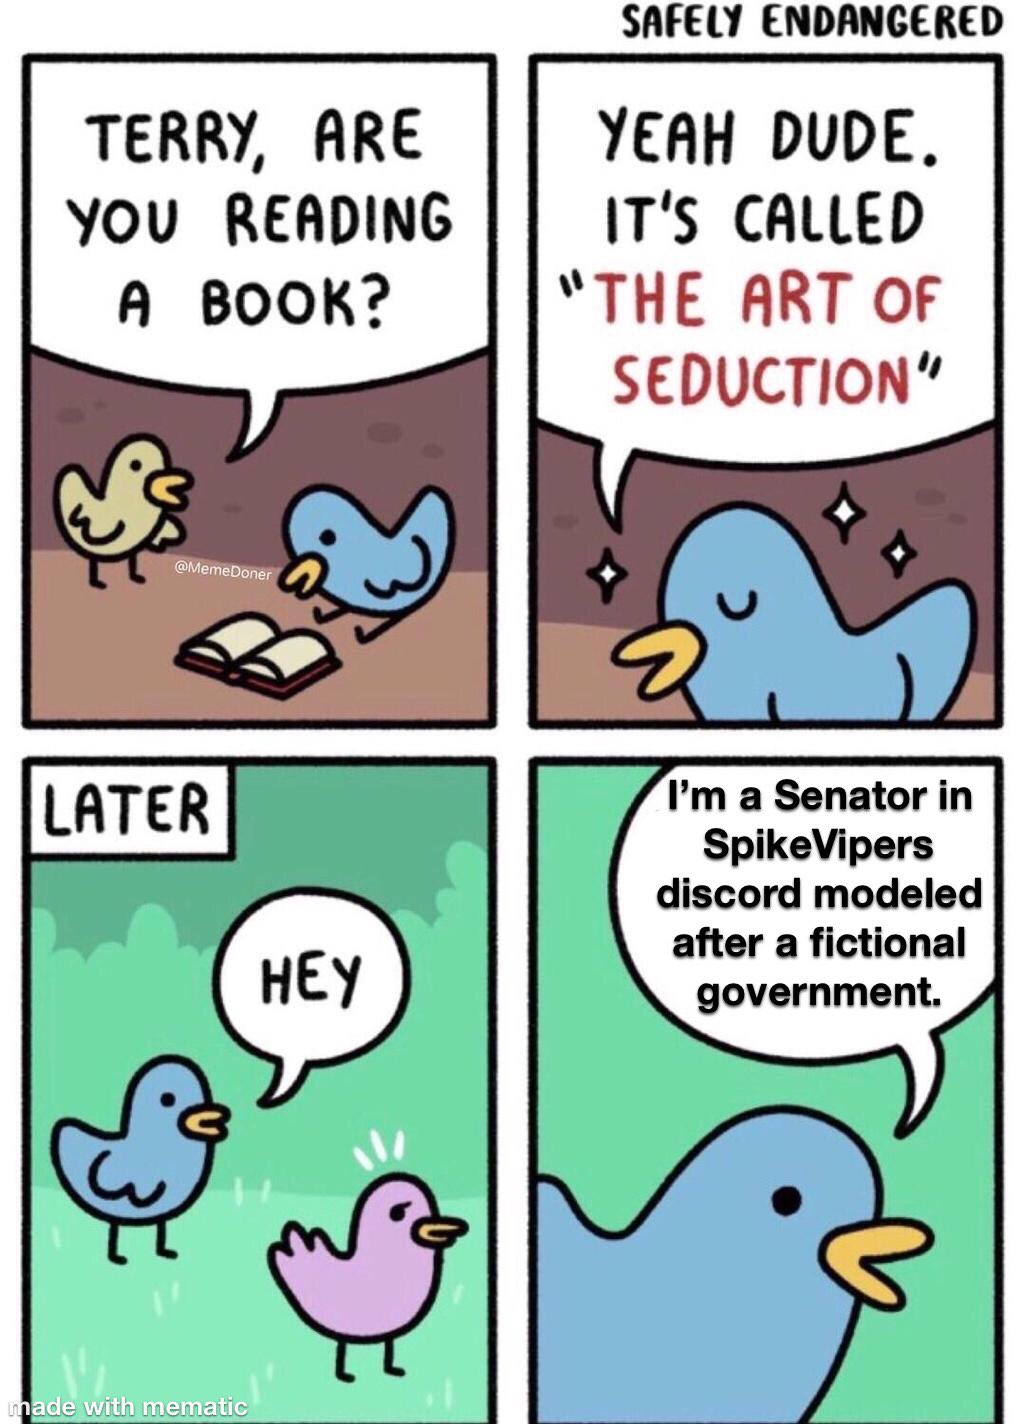 SAFELY ENDANGERED
TERRY, ARE
YOU READING
A BOOK?
@MemeDoner
YEAH DUDE.
IT'S CALLED
"THE ART OF
SEDUCTION"
LATER
HEY
I'm a Senator in
SpikeVipers
discord modeled
after a fictional
government.
made with mematic